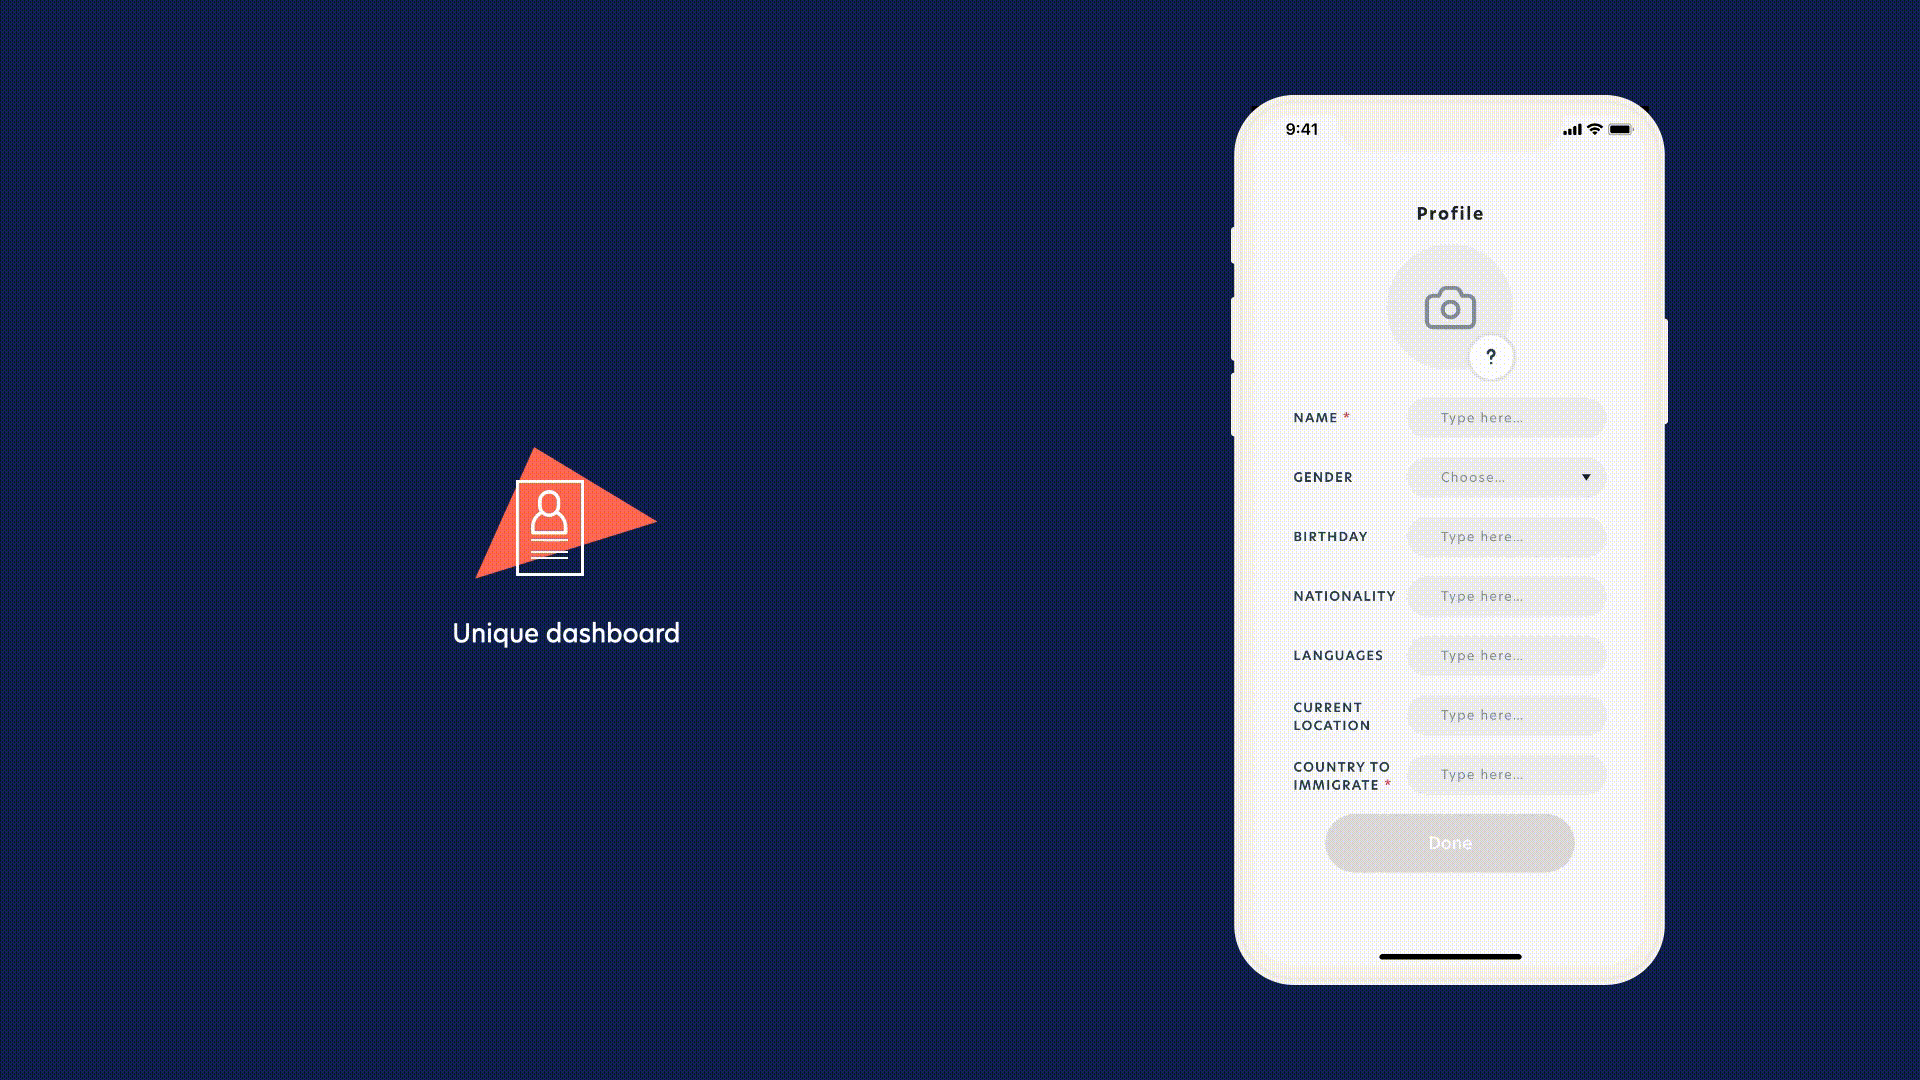 Unique dashboard
9:41
Profile
?
NAME *
Type here...
GENDER
Choose...
BIRTHDAY
Type here...
NATIONALITY
Type here...
LANGUAGES
Type here...
CURRENT
LOCATION
Type here...
COUNTRY TO
IMMIGRATE *
Type here...
Done